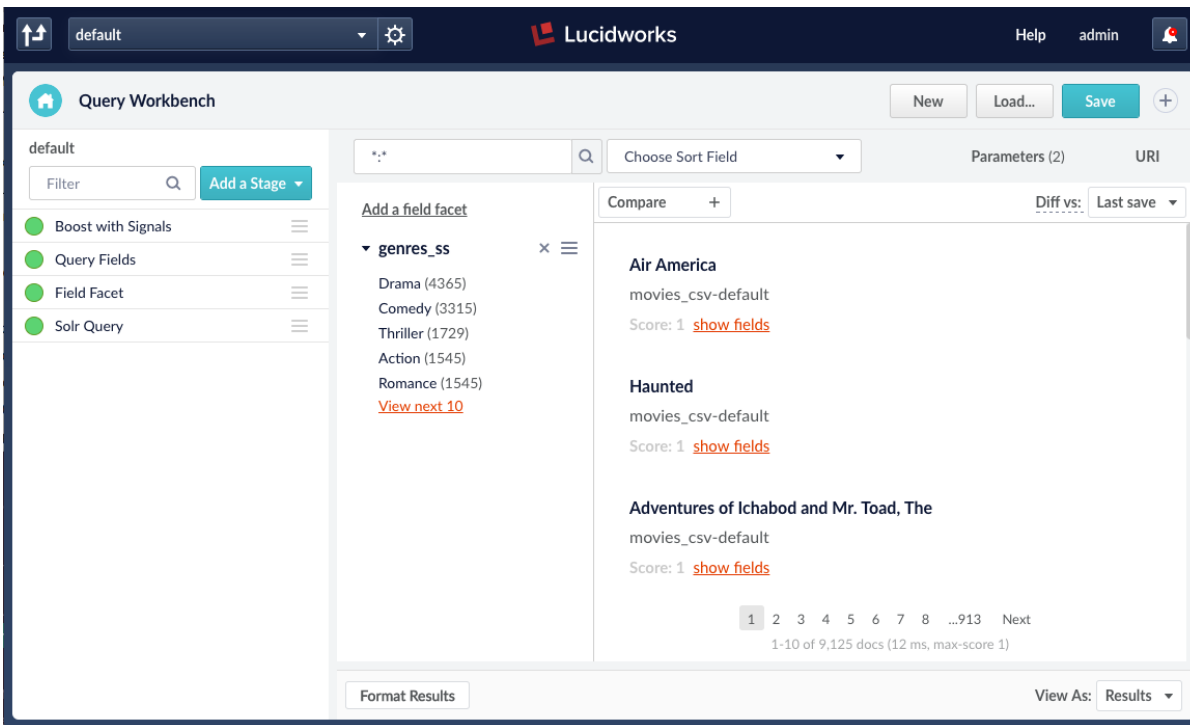 default
Lucidworks
Help
admin
Query Workbench
New
Load...
Save
default
Filter
Add a Stage
Boost with Signals
Query Fields
Field Facet
Solr Query
*:*
Choose Sort Field
Parameters (2)
URI
Add a field facet
genres_ss
Drama (4365)
Comedy (3315)
Thriller (1729)
Action (1545)
Romance (1545)
View next 10
Compare +
Diff vs: Last save
Air America
movies_csv-default
Score: 1 show fields
Haunted
movies_csv-default
Score: 1 show fields
Adventures of Ichabod and Mr. Toad, The
movies_csv-default
Score: 1 show fields
1 2 3 4 5 6 7 8 ...913 Next
1-10 of 9,125 docs (12 ms, max-score 1)
Format Results
View As: Results